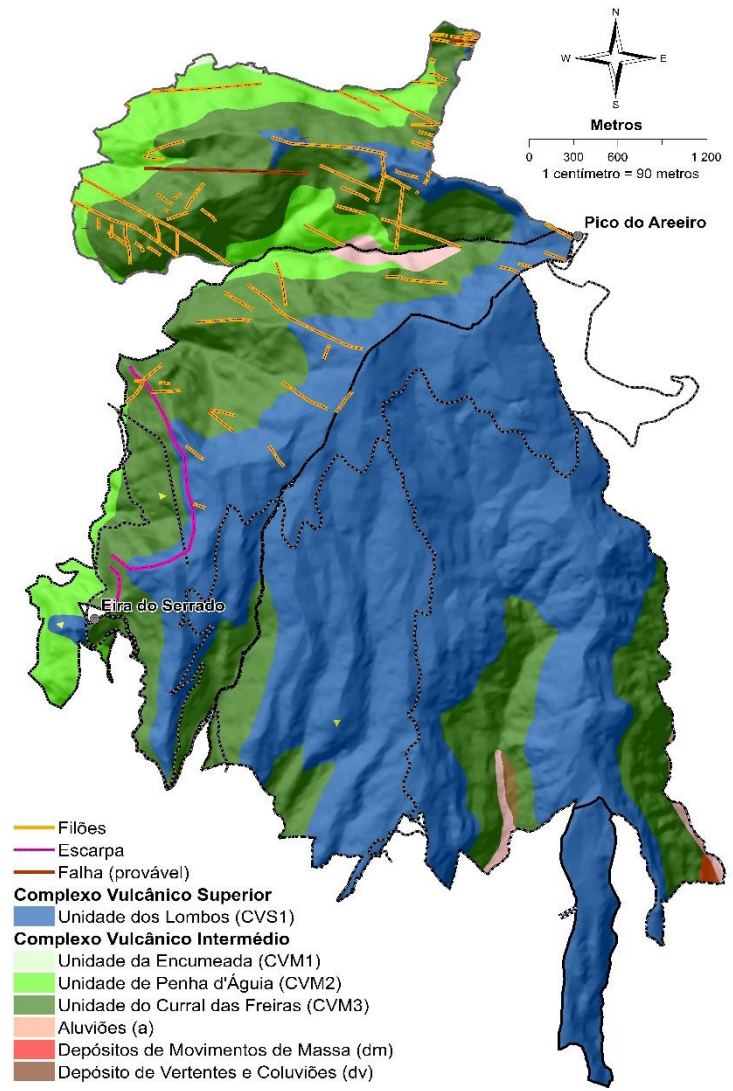 N
W E
S
Metros
0 300 600 1 200
1 centímetro = 90 metros
Pico do Areeiro
Eira do Serrado
Filões
Escarpa
Falha (provável)
Complexo Vulcânico Superior
Unidade dos Lombos (CVS1)
Complexo Vulcânico Intermédio
Unidade da Encumeada (CVM1)
Unidade de Penha d'Águia (CVM2)
Unidade do Curral das Freiras (CVM3)
Aluviões (a)
Depósitos de Movimentos de Massa (dm)
Depósito de Vertentes e Coluviões (dv)